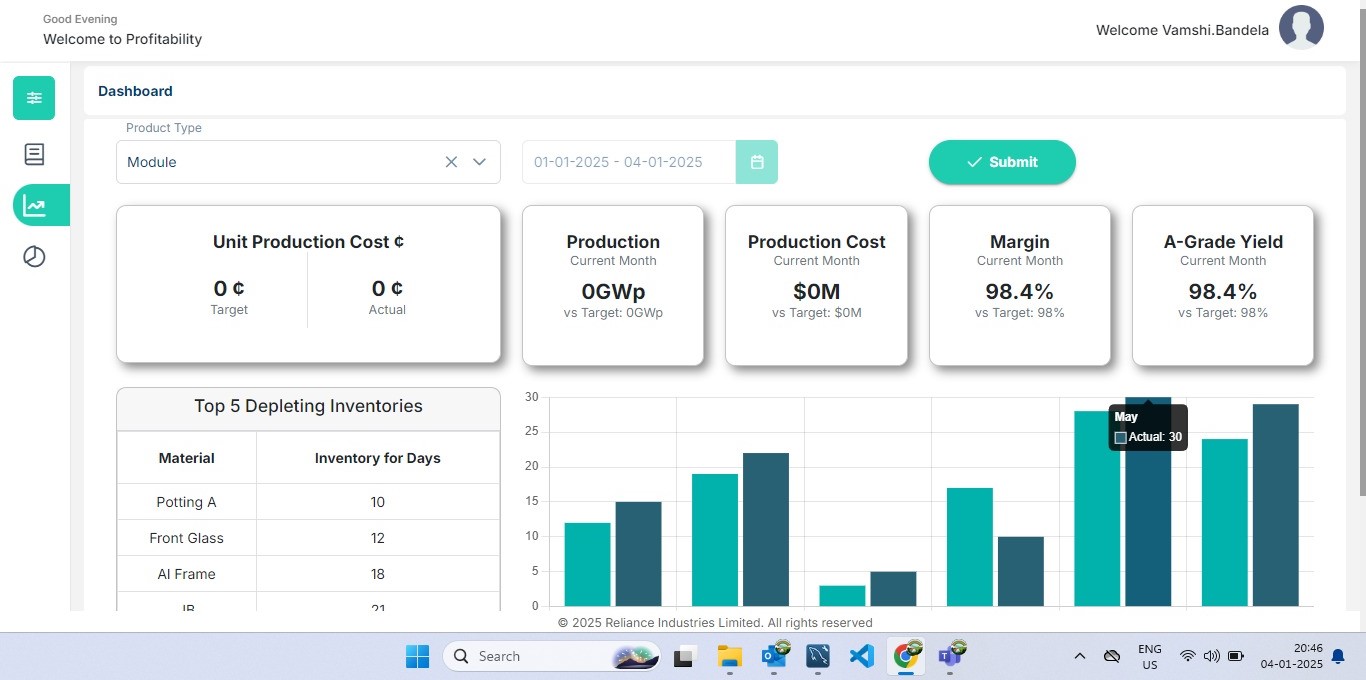 Good Evening
Welcome to Profitability
Welcome Vamshi.Bandela
Dashboard
Product Type
Module
01-01-2025 - 04-01-2025
Submit
Unit Production Cost ¢
0 ¢
Target
0 ¢
Actual
Production
Current Month
0GWp
vs Target: 0GWp
Production Cost
Current Month
$0M
vs Target: $0M
Margin
Current Month
98.4%
vs Target: 98%
A-Grade Yield
Current Month
98.4%
vs Target: 98%
Top 5 Depleting Inventories
Material Inventory for Days
Potting A 10
Front Glass 12
Al Frame 18
JB 21
30
25
20
15
10
5
0
May
Actual: 30
© 2025 Reliance Industries Limited. All rights reserved
Search
ENG
US
20:46
04-01-2025